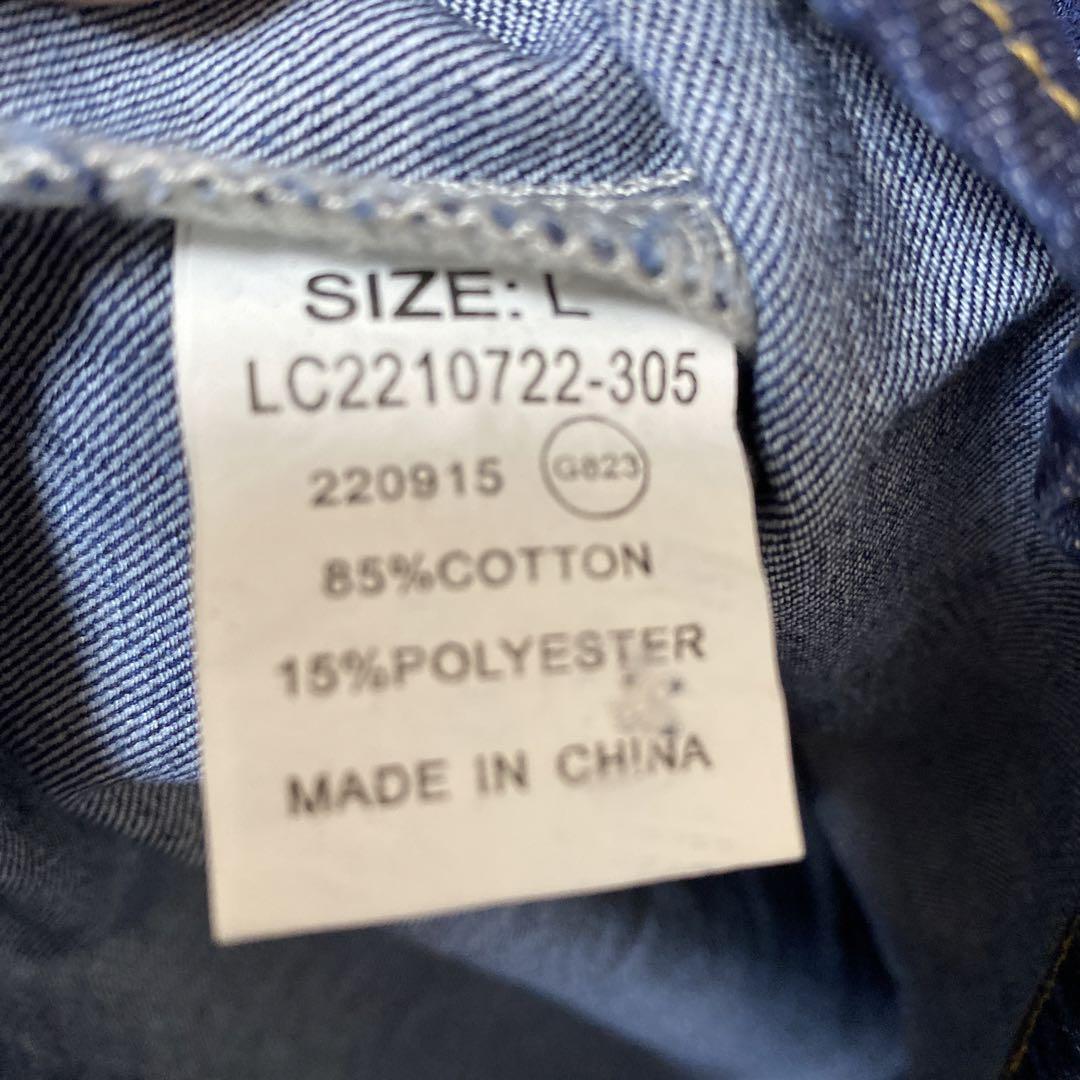 SIZE: L
LC2210722-305
220915 G823
85%COTTON
15%POLYESTER
MADE IN CHINA